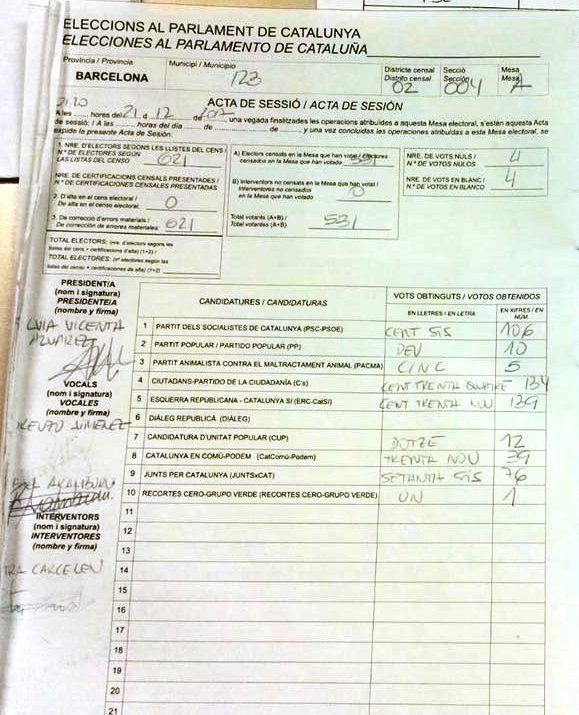 ELECCIONS AL PARLAMENT DE CATALUNYA
ELECCIONES AL PARLAMENTO DE CATALUÑA
Província / Provincia
BARCELONA
Municipi / Municipio
123
Districte censal
Distrito censal
02
Secció
Sección
004
Mesa
Mesa
A
ACTA DE SESSIÓ / ACTA DE SESIÓN
A les hores del 21 a 12 de 2017 una vegada finalitzades les operacions atribuïdes a aquesta Mesa electoral, s'estén aquesta Acta
de sessió: / A las horas del día de de y una vez concluidas las operaciones atribuidas a esta Mesa electoral, se
expide la presente Acta de Sesión:
1. NRE. D'ELECTORS SEGONS LES LLISTES DEL CENS /
N.º DE ELECTORES SEGÚN
LAS LISTAS DEL CENSO 621
NRE. DE CERTIFICACIONS CENSALS PRESENTADES /
N.º DE CERTIFICACIONES CENSALES PRESENTADAS
2. D'alta en el cens electoral /
De alta en el censo electoral 0
3. De correcció d'errors materials /
De corrección de errores materiales 621
TOTAL ELECTORS: (nre. d'electors segons les
llistes del cens + certificacions d'alta) (1+2) /
TOTAL ELECTORES: (nº electores según las
listas del censo + certificaciones de alta) (1+2)
A) Electors censats en la Mesa que han votat / Electores
censados en la Mesa que han votado 531
B) Interventors no censats en la Mesa que han votat /
Interventores no censados
en la Mesa que han votado 0
Total votants (A+B) /
Total votantes (A+B) 531
NRE. DE VOTS NULS /
N.º DE VOTOS NULOS 4
NRE. DE VOTS EN BLANC /
N.º DE VOTOS EN BLANCO 4
PRESIDENT/A
(nom i signatura)
PRESIDENTE/A
(nombre y firma)
VICENTA
ALVAREZ
VOCALS
(nom i signatura)
VOCALES
(nombre y firma)
JIMENEZ
ARAMBURU
INTERVENTORS
(nom i signatura)
INTERVENTORES
(nombre y firma)
CARCELEN
CANDIDATURES / CANDIDATURAS
VOTS OBTINGUTS / VOTOS OBTENIDOS
EN LLETRES / EN LETRA
EN XIFRES / EN NÚM.
1 PARTIT DELS SOCIALISTES DE CATALUNYA (PSC-PSOE) CENT SIS 106
2 PARTIT POPULAR / PARTIDO POPULAR (PP) DEU 10
3 PARTIT ANIMALISTA CONTRA EL MALTRACTAMENT ANIMAL (PACMA) CINC 5
4 CIUTADANS-PARTIDO DE LA CIUDADANÍA (C's) CENT TRENTA QUATRE 134
5 ESQUERRA REPUBLICANA - CATALUNYA SÍ (ERC-CatSí) CENT TRENTA NOU 139
6 DIÀLEG REPUBLICÀ (DIÀLEG)
7 CANDIDATURA D'UNITAT POPULAR (CUP) DOTZE 12
8 CATALUNYA EN COMÚ-PODEM (CatComú-Podem) TRENTA NOU 39
9 JUNTS PER CATALUNYA (JUNTSxCAT) SETANTA SIS 76
10 RECORTES CERO-GRUPO VERDE (RECORTES CERO-GRUPO VERDE) UN 1
11
12
13
14
15
16
17
18
19
20
21